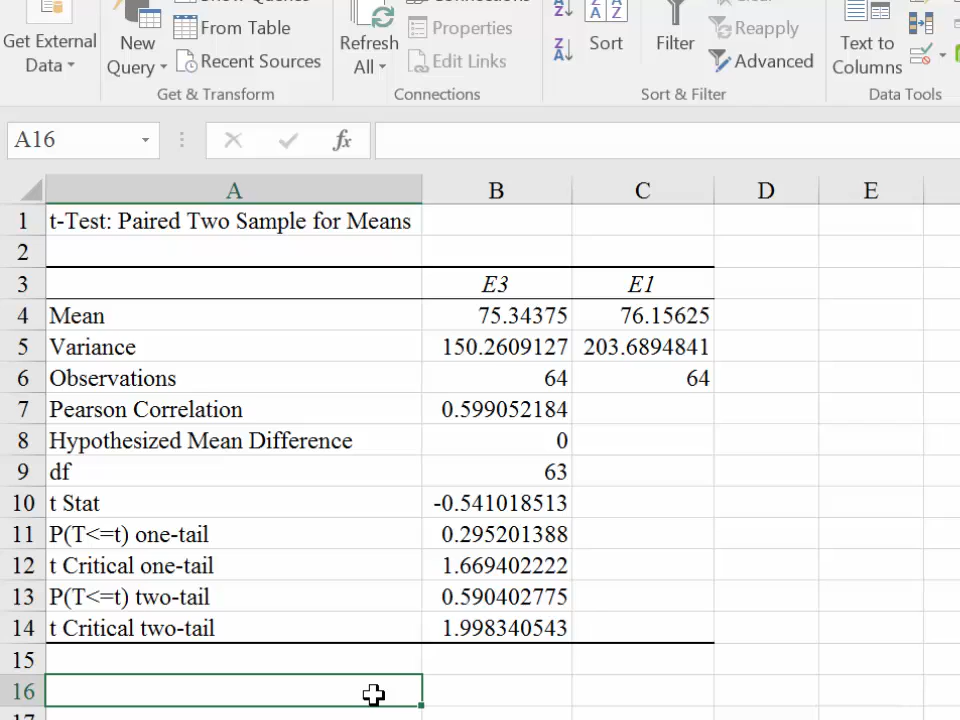 Show Queries
Connections
Clear
From Table
Properties
Reapply
Get External
Data
New
Query
Recent Sources
Refresh
All
Edit Links
Z
A
A
Z
Z
A
A
Z
Sort
Filter
Advanced
Text to
Columns
Get & Transform
Connections
Sort & Filter
Data Tools
A16
fx
A B C D E
1 t-Test: Paired Two Sample for Means
2
3 E3 E1
4 Mean 75.34375 76.15625
5 Variance 150.2609127 203.6894841
6 Observations 64 64
7 Pearson Correlation 0.599052184
8 Hypothesized Mean Difference 0
9 df 63
10 t Stat -0.541018513
11 P(T<=t) one-tail 0.295201388
12 t Critical one-tail 1.669402222
13 P(T<=t) two-tail 0.590402775
14 t Critical two-tail 1.998340543
15
16
17